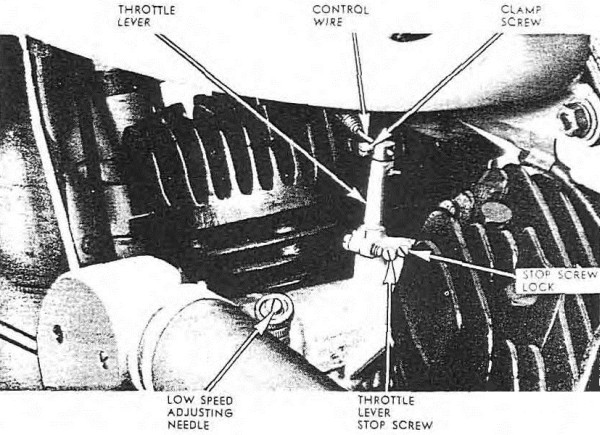 THROTTLE
LEVER
CONTROL
WIRE
CLAMP
SCREW
STOP SCREW
LOCK
LOW SPEED
ADJUSTING
NEEDLE
THROTTLE
LEVER
STOP SCREW